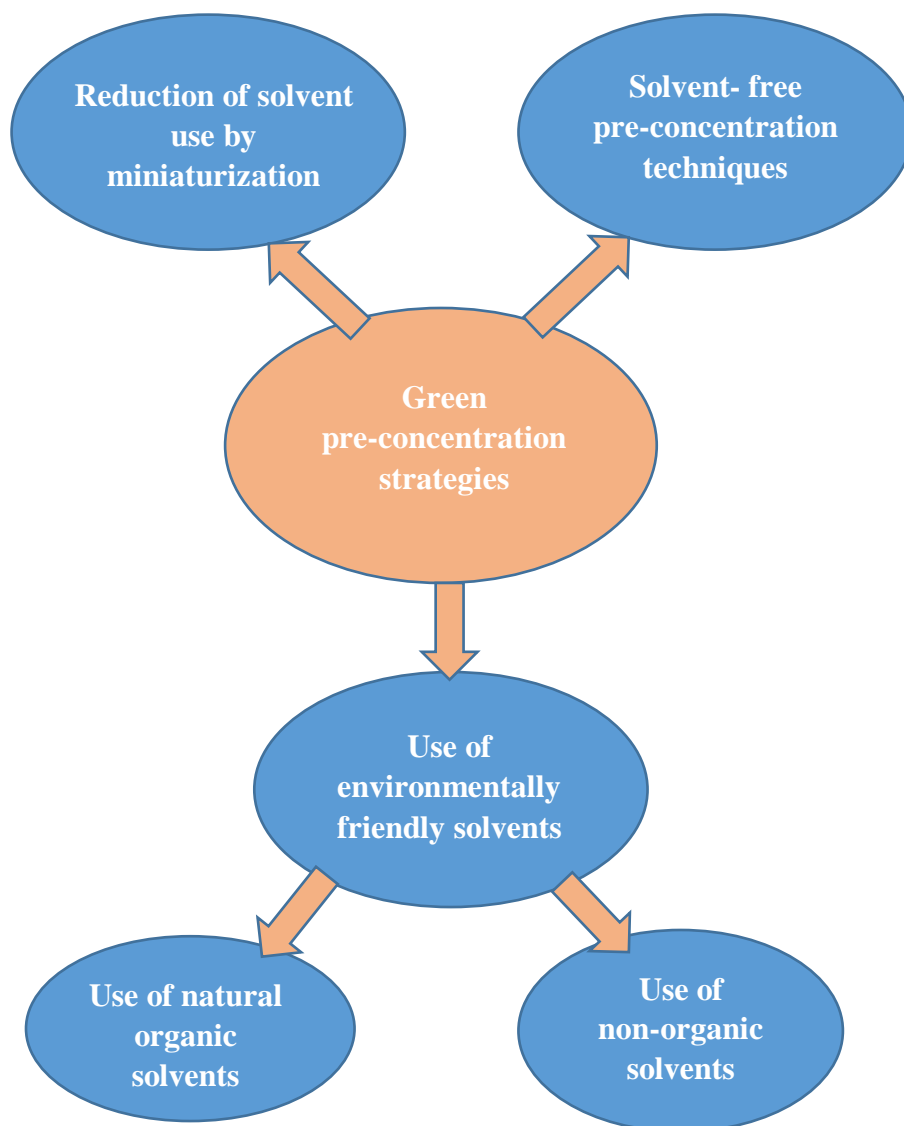 Reduction of solvent
use by
miniaturization
Solvent- free
pre-concentration
techniques
Green
pre-concentration
strategies
Use of
environmentally
friendly solvents
Use of natural
organic
solvents
Use of
non-organic
solvents